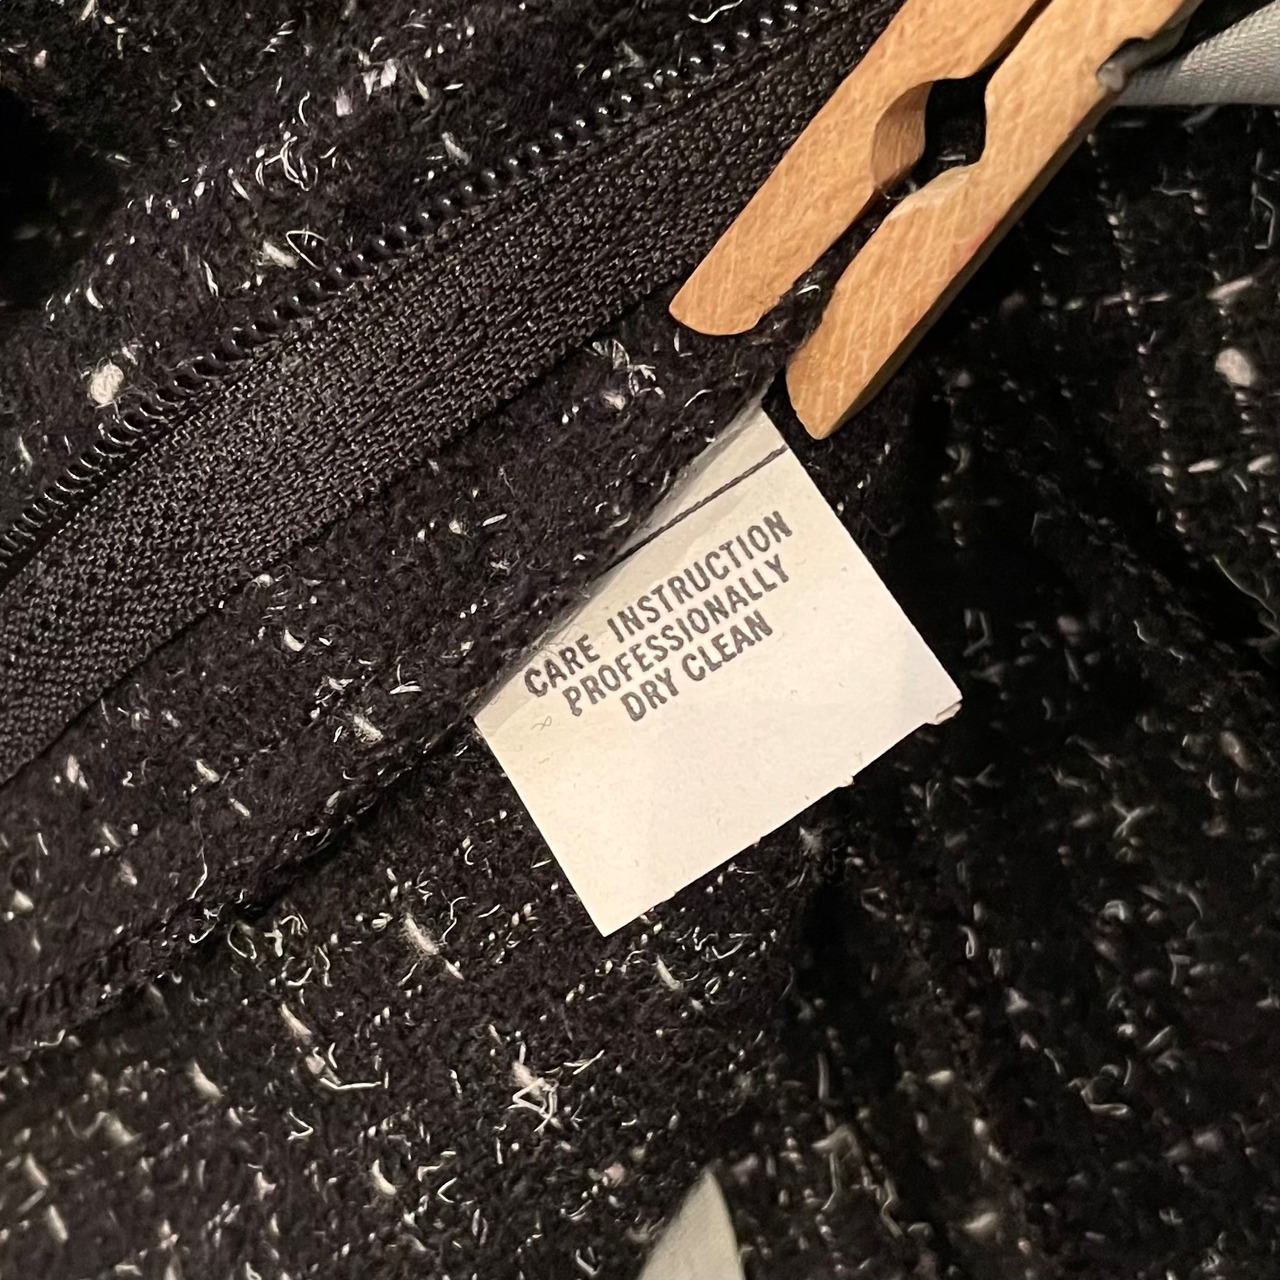 CARE INSTRUCTION
PROFESSIONALLY
DRY CLEAN